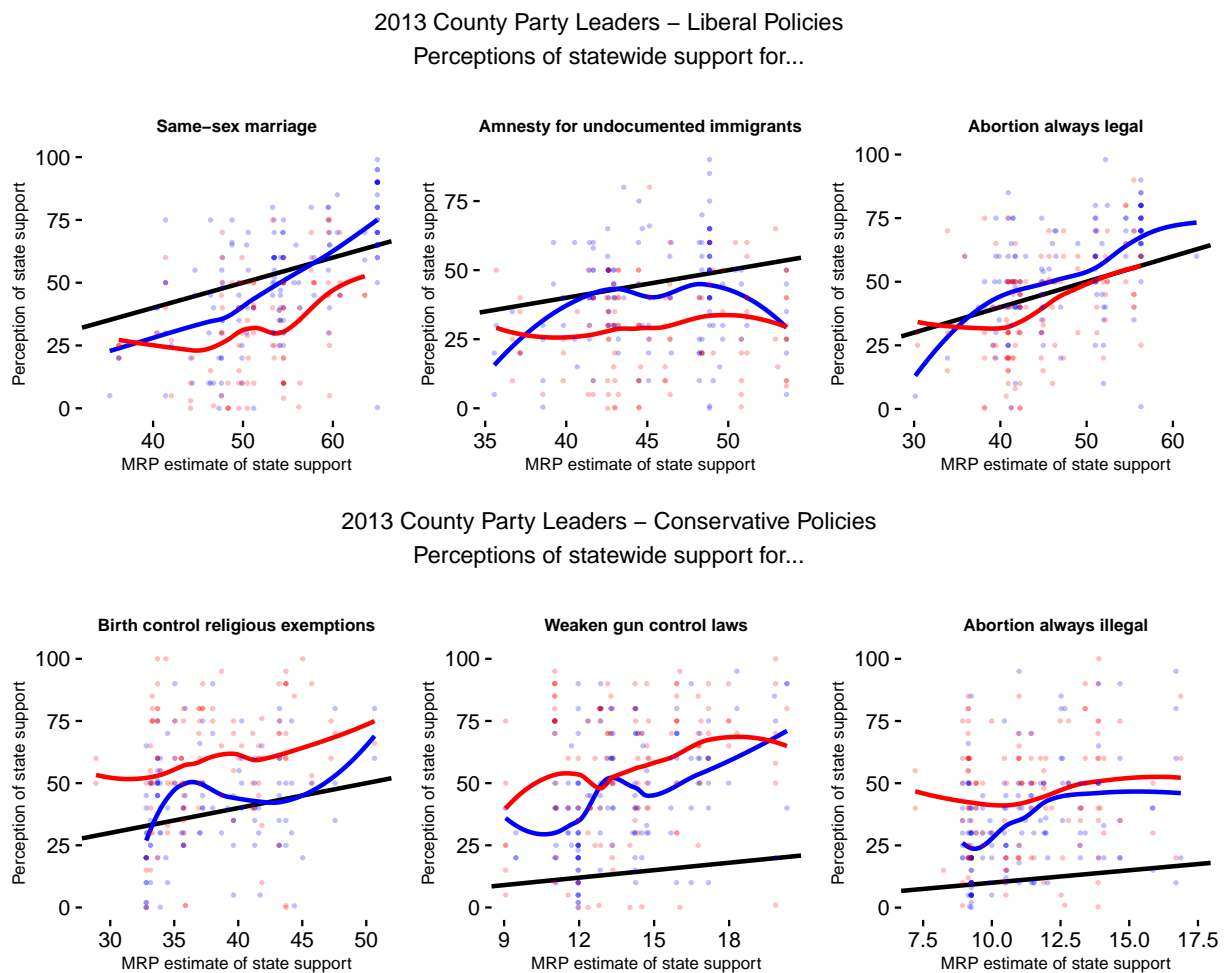 2013 County Party Leaders − Liberal Policies
Perceptions of statewide support for...
Same−sex marriage
Amnesty for undocumented immigrants
Abortion always legal
Perception of state support
100
75
50
25
0
40 50 60
MRP estimate of state support
Perception of state support
75
50
25
0
35 40 45 50
MRP estimate of state support
Perception of state support
100
75
50
25
0
30 40 50 60
MRP estimate of state support
2013 County Party Leaders − Conservative Policies
Perceptions of statewide support for...
Birth control religious exemptions
Weaken gun control laws
Abortion always illegal
Perception of state support
100
75
50
25
0
30 35 40 45 50
MRP estimate of state support
Perception of state support
100
75
50
25
0
9 12 15 18
MRP estimate of state support
Perception of state support
100
75
50
25
0
7.5 10.0 12.5 15.0 17.5
MRP estimate of state support